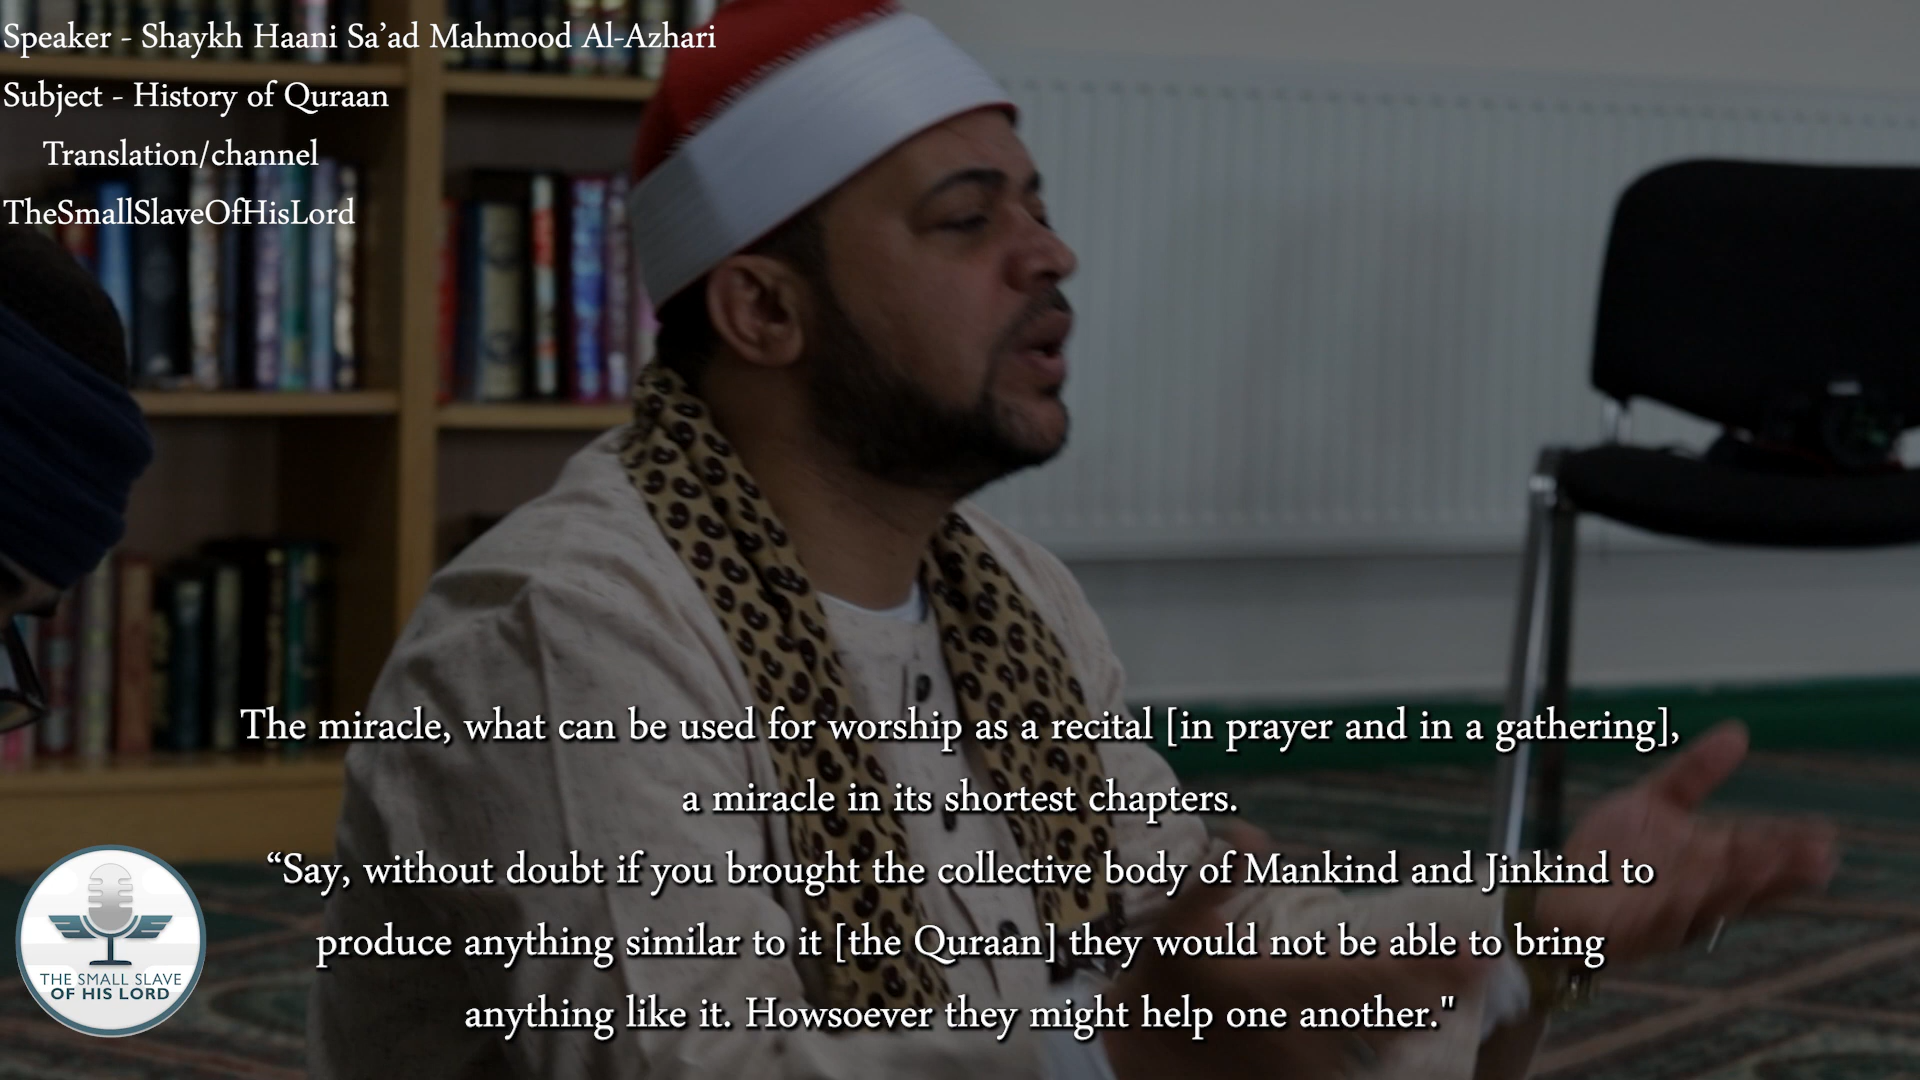 Speaker - Shaykh Haani Sa’ad Mahmood Al-Azhari
Subject - History of Quraan
Translation/channel
TheSmallSlaveOfHisLord
The miracle, what can be used for worship as a recital [in prayer and in a gathering],
a miracle in its shortest chapters.
“Say, without doubt if you brought the collective body of Mankind and Jinkind to
produce anything similar to it [the Quraan] they would not be able to bring
anything like it. Howsoever they might help one another."
THE SMALL SLAVE
OF HIS LORD